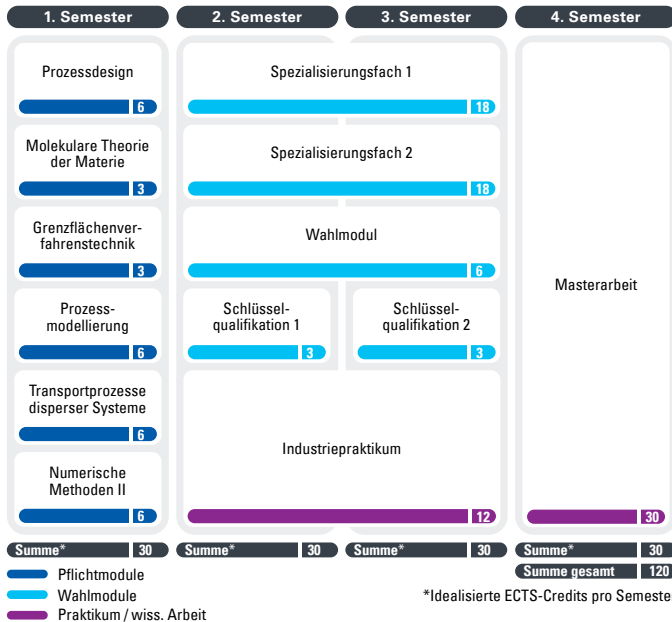 1. Semester
2. Semester
3. Semester
4. Semester
Prozessdesign
6
Molekulare Theorie
der Materie
3
Grenzflächenver-
fahrenstechnik
3
Prozess-
modellierung
6
Transportprozesse
disperser Systeme
6
Numerische
Methoden II
6
Spezialisierungsfach 1
18
Spezialisierungsfach 2
18
Wahlmodul
6
Schlüssel-
qualifikation 1
3
Schlüssel-
qualifikation 2
3
Industriepraktikum
12
Masterarbeit
30
Summe* 30
Summe* 30
Summe* 30
Summe* 30
Summe gesamt 120
Pflichtmodule
Wahlmodule
Praktikum / wiss. Arbeit
*Idealisierte ECTS-Credits pro Semeste